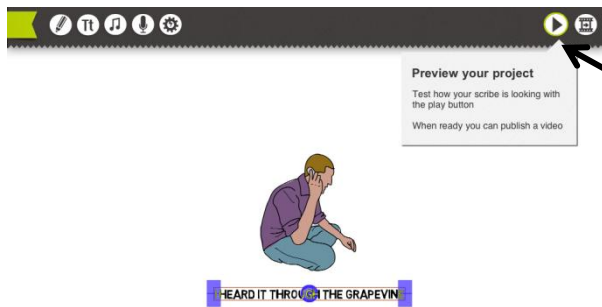 Tt
Preview your project
Test how your scribe is looking with
the play button
When ready you can publish a video
HEARD IT THROUGH THE GRAPEVIN